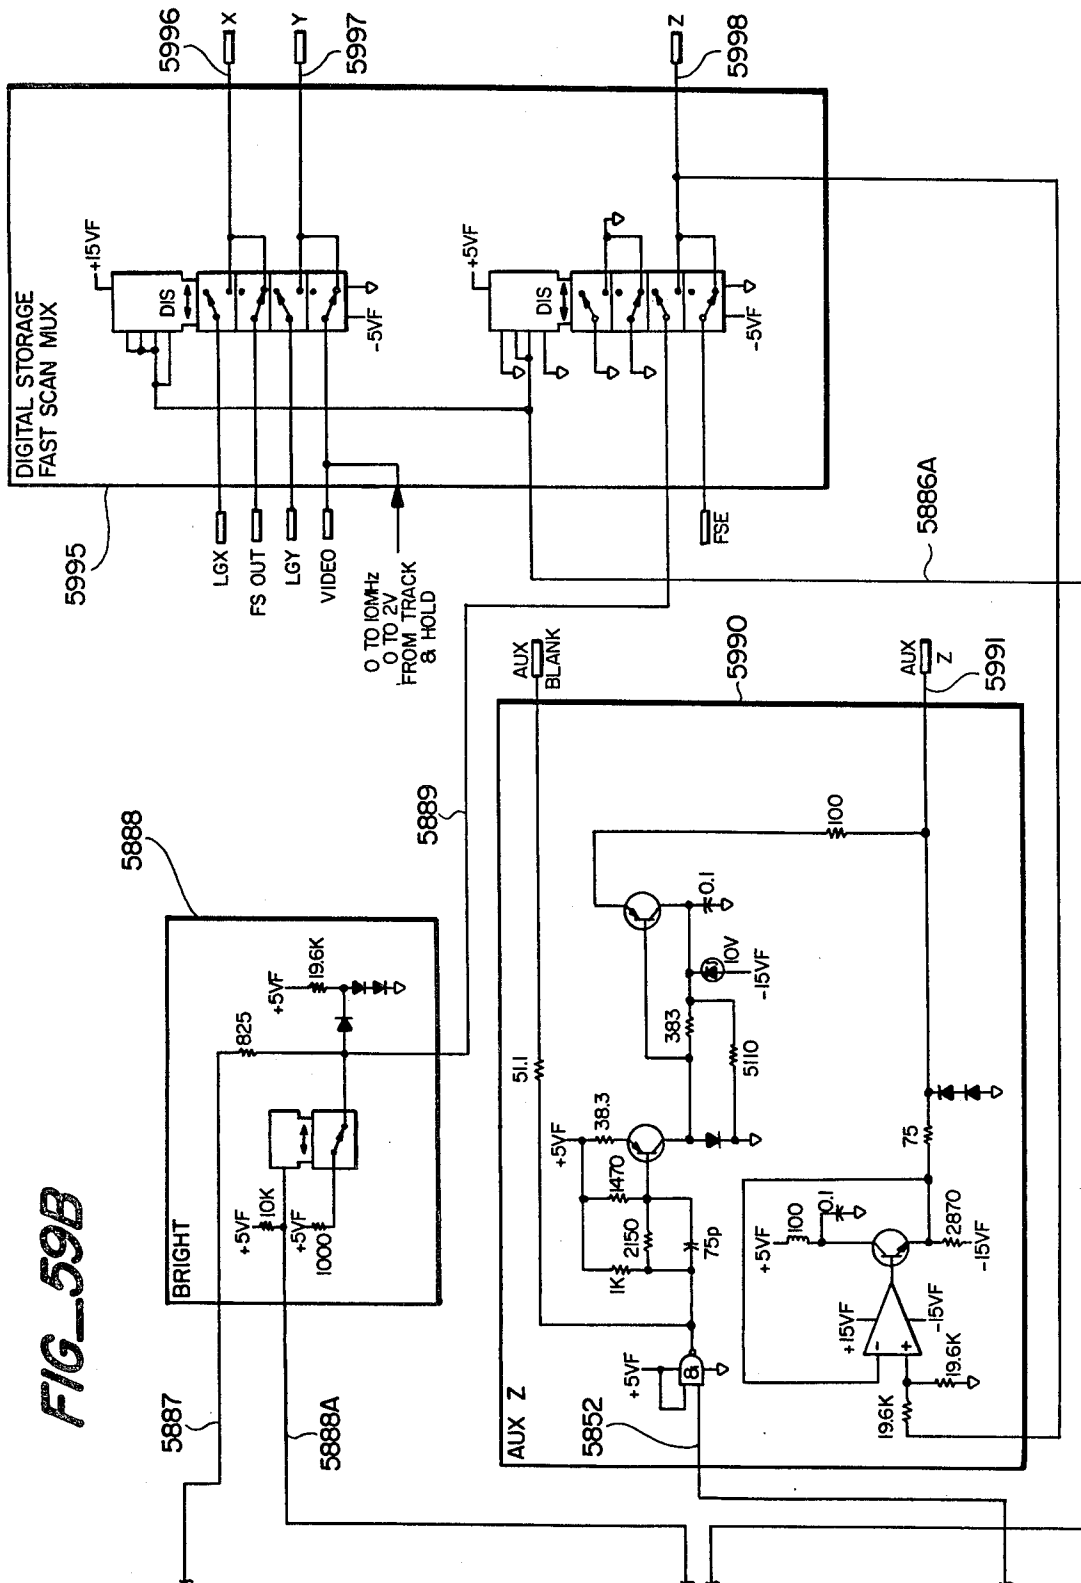 FIG_59B
DIGITAL STORAGE
FAST SCAN MUX
5995
5996
X
Y
5997
Z
5998
+15VF
DIS
-5VF
+5VF
DIS
-5VF
LGX
FS OUT
LGY
VIDEO
FSE
0 TO 10MHz
0 TO 2V
FROM TRACK
& HOLD
5886A
5889
5888
BRIGHT
5887
5888A
825
+5VF
19.6K
+5VF
10K
+5VF
1000
AUX Z
5990
AUX
BLANK
AUX
Z
5991
5852
51.1
+5VF
8
+5VF
38.3
1470
2150
1K
75p
383
5110
10V
-15VF
0.1
100
75
+5VF
100
0.1
2870
-15VF
+15VF
-15VF
-
+
19.6K
19.6K